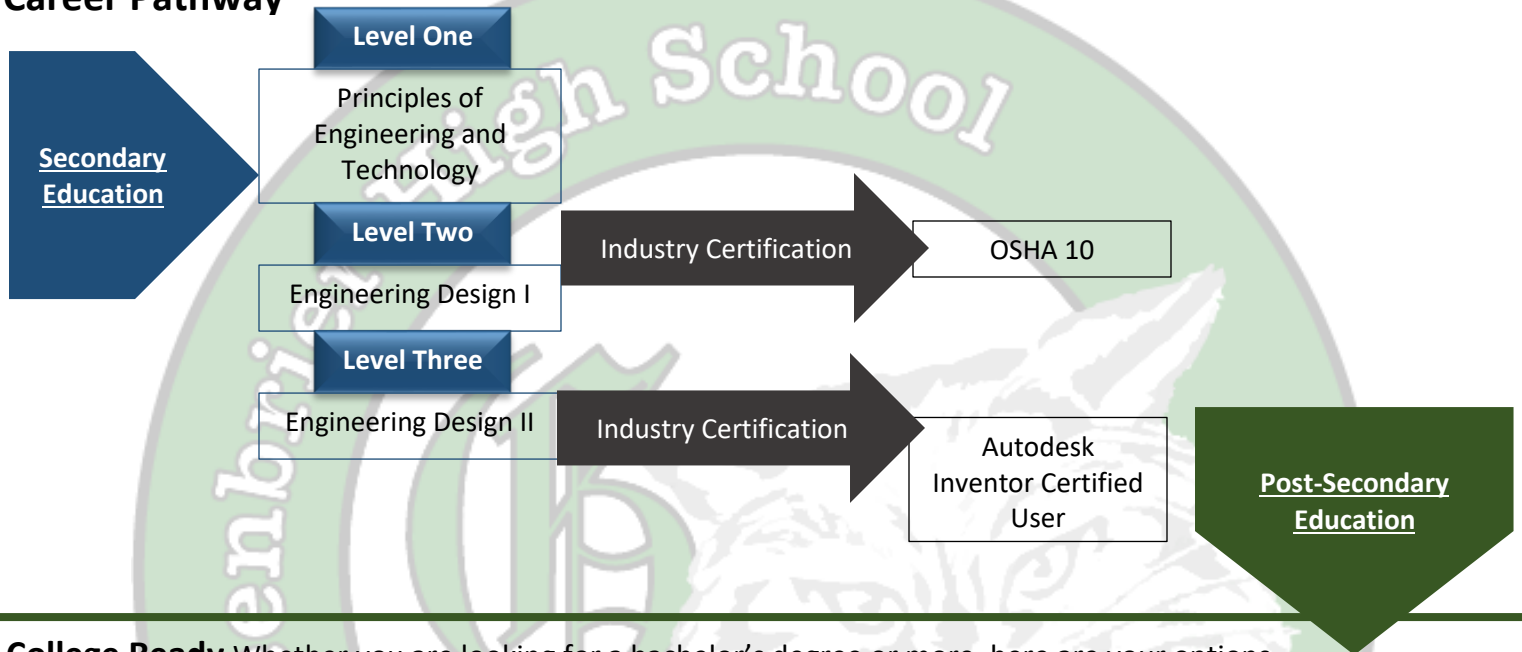 Career Pathway
Level One
Principles of
Engineering and
Technology
Secondary
Education
Level Two
Engineering Design I
Industry Certification
OSHA 10
Level Three
Engineering Design II
Industry Certification
Autodesk
Inventor Certified
User
Post-Secondary
Education
High School
College Ready Whether you are looking for a bachelor's degree or more, here are your options